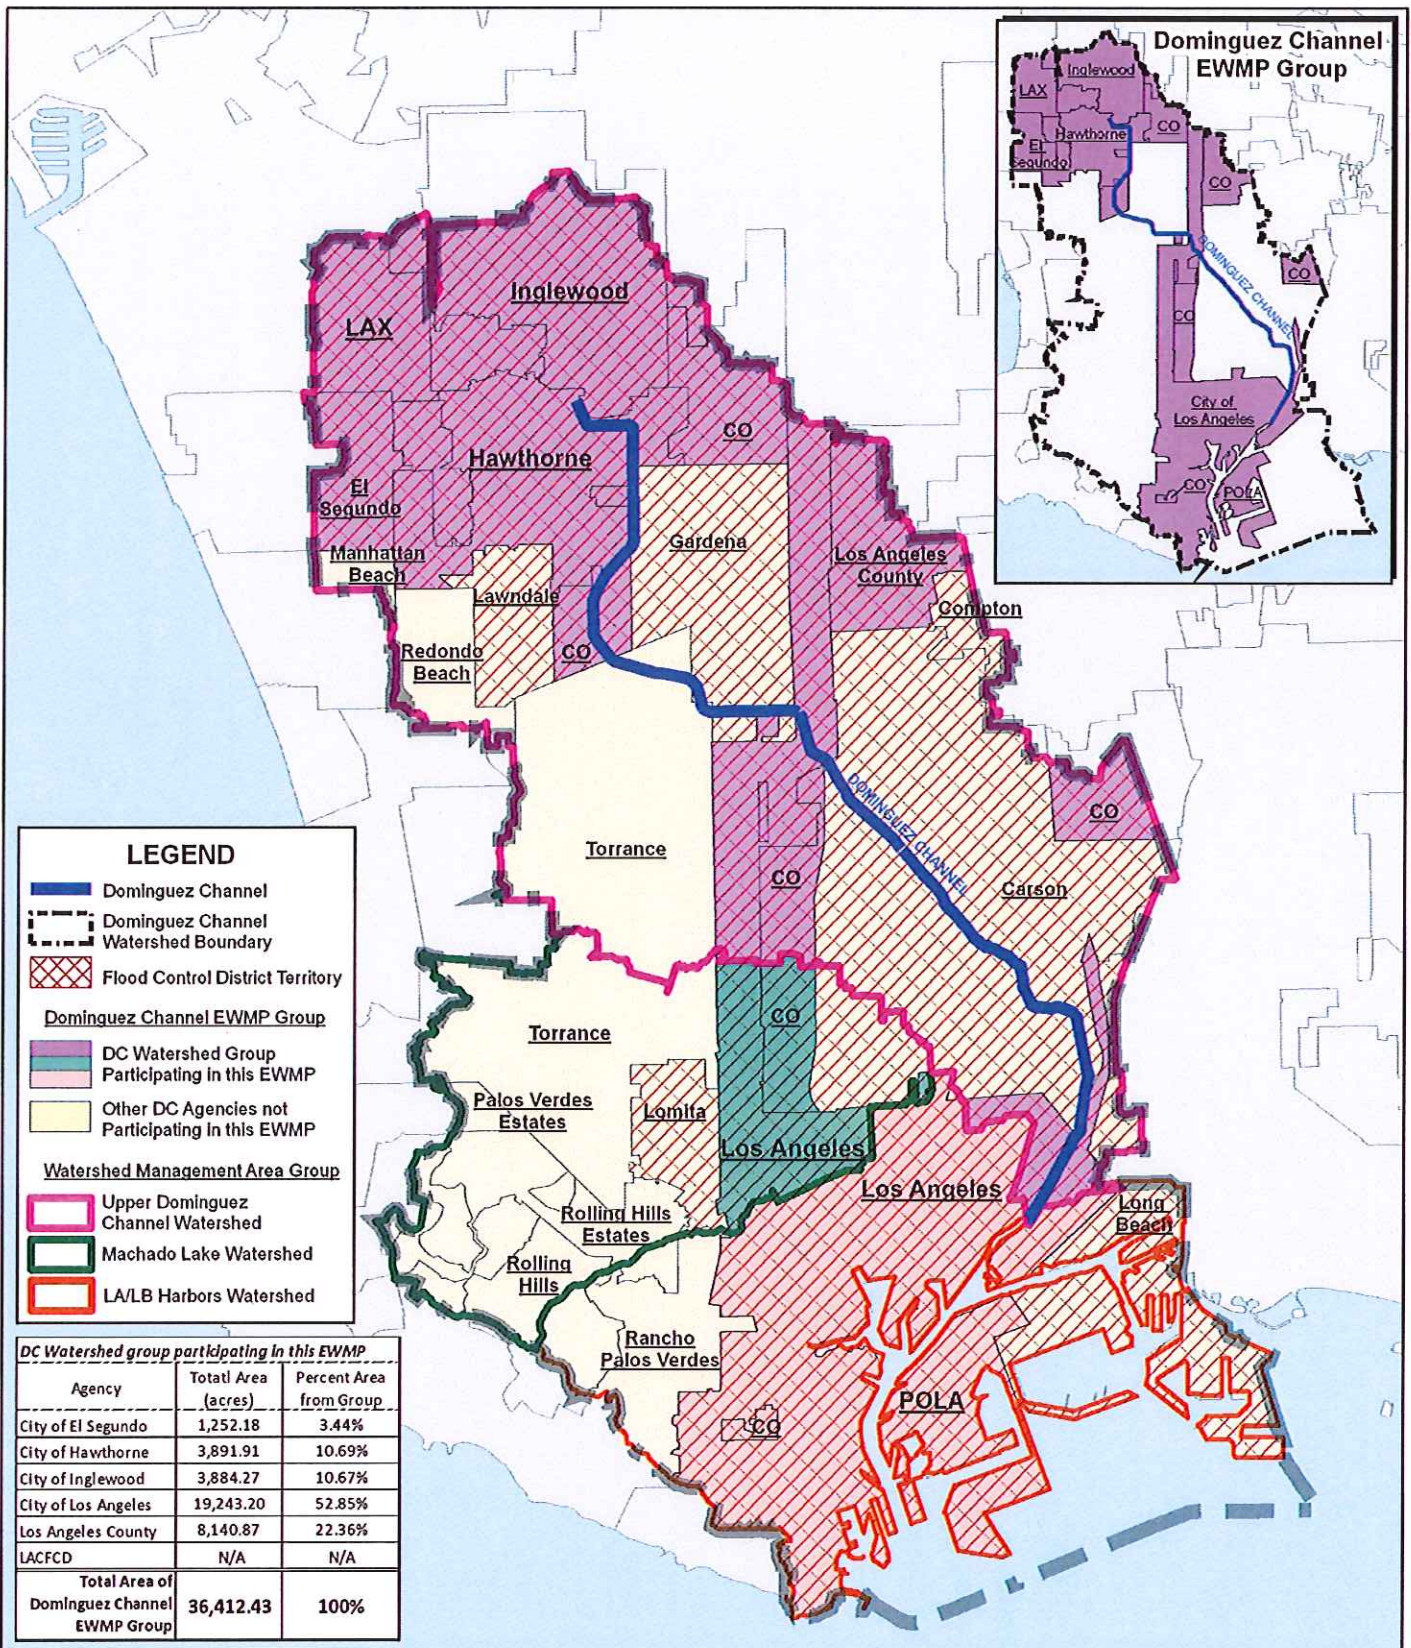 Dominguez Channel
EWMP Group
Inglewood
LAX
CO
Hawthorne
El
Segundo
CO
DOMINGUEZ CHANNEL
CO
CO
City of
Los Angeles
CO
POLA
Inglewood
LAX
CO
Hawthorne
El
Segundo
Gardena
Manhattan
Beach
Los Angeles
County
Lawndale
Compton
Redondo
Beach
CO
DOMINGUEZ CHANNEL
CO
Torrance
CO
Carson
CO
Torrance
Palos Verdes
Estates
Lomita
Los Angeles
Los Angeles
Long
Beach
Rolling Hills
Estates
Rolling
Hills
Rancho
Palos Verdes
POLA
CO
LEGEND
Dominguez Channel
Dominguez Channel
Watershed Boundary
Flood Control District Territory
Dominguez Channel EWMP Group
DC Watershed Group
Participating in this EWMP
Other DC Agencies not
Participating in this EWMP
Watershed Management Area Group
Upper Dominguez
Channel Watershed
Machado Lake Watershed
LA/LB Harbors Watershed
DC Watershed group partkipating in this EWMP
Agency Totatl Area (acres) Percent Area from Group
City of El Segundo 1,252.18 3.44%
City of Hawthorne 3,891.91 10.69%
City of Inglewood 3,884.27 10.67%
City of Los Angeles 19,243.20 52.85%
Los Angeles County 8,140.87 22.36%
LACFCD N/A N/A
Total Area of
Dominguez Channel 36,412.43 100%
EWMP Group